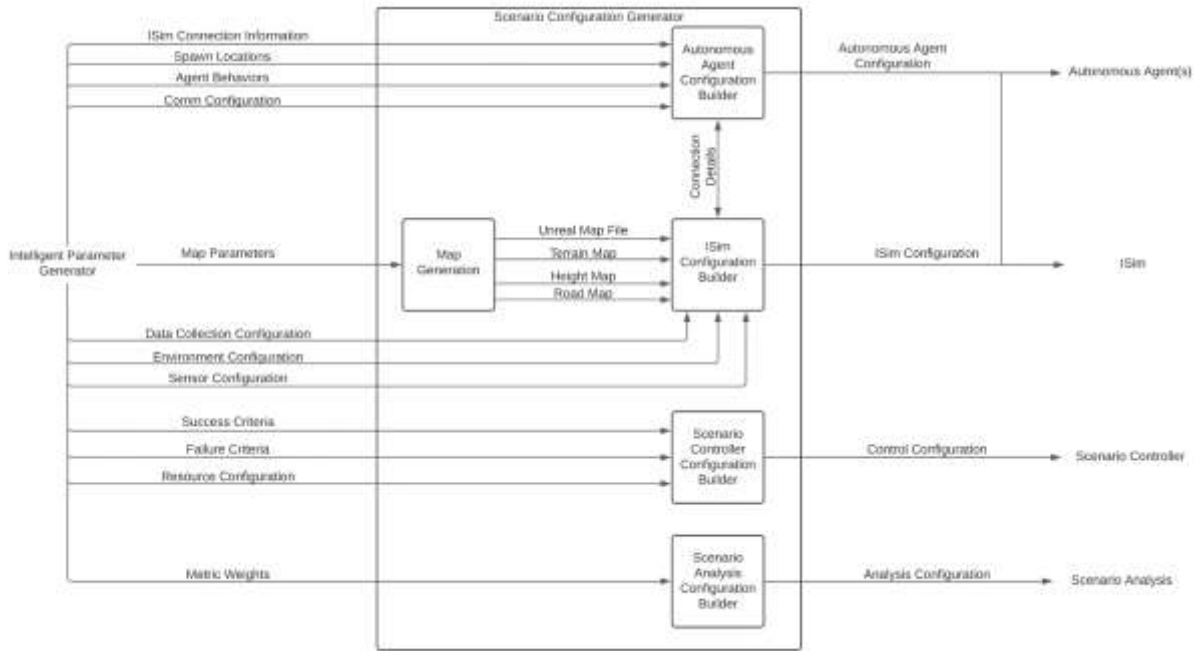 Scenario Configuration Generator
ISim Connection Information
Spawn Locations
Agent Behaviors
Comm Configuration
Autonomous
Agent
Configuration
Builder
Autonomous Agent
Configuration
Autonomous Agent(s)
Connection
Details
Intelligent Parameter
Generator
Map Parameters
Map
Generation
Unreal Map File
Terrain Map
Height Map
Road Map
ISim
Configuration
Builder
ISim Configuration
ISim
Data Collection Configuration
Environment Configuration
Sensor Configuration
Success Criteria
Failure Criteria
Resource Configuration
Scenario
Controller
Configuration
Builder
Control Configuration
Scenario Controller
Metric Weights
Scenario
Analysis
Configuration
Builder
Analysis Configuration
Scenario Analysis